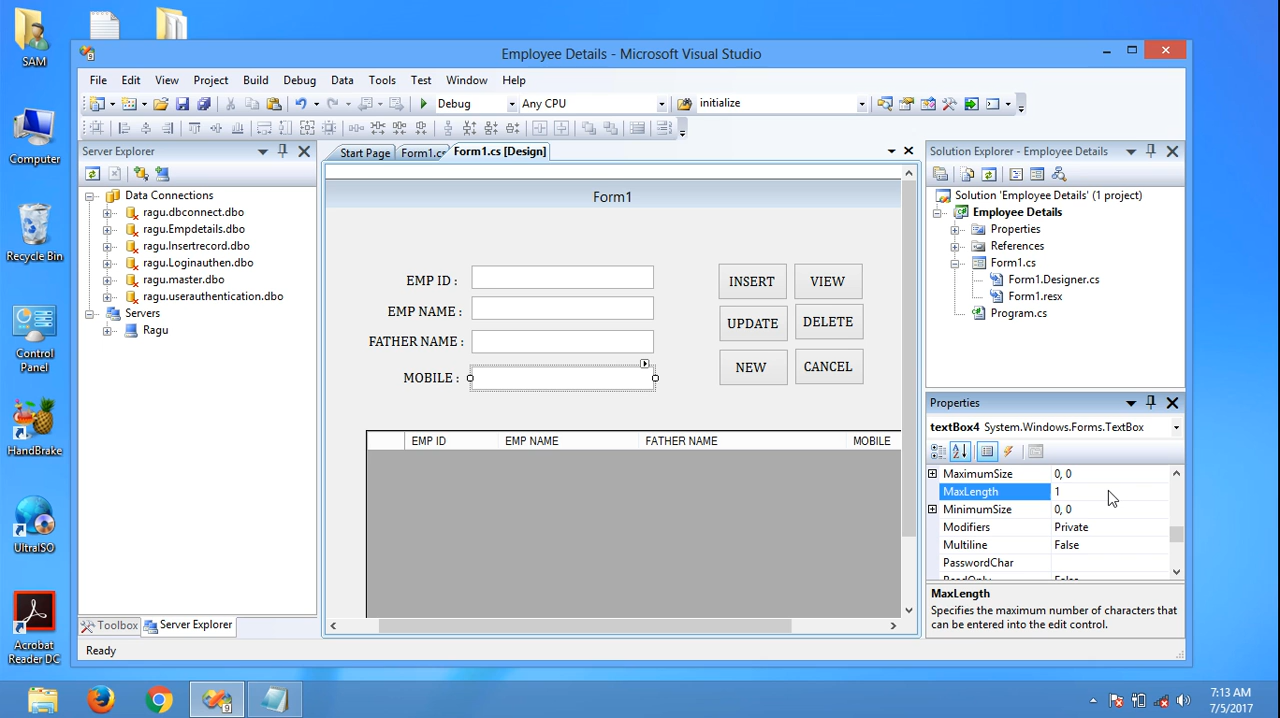 SAM
Computer
Recycle Bin
Control Panel
HandBrake
UltraISO
Acrobat Reader DC
Employee Details - Microsoft Visual Studio
File Edit View Project Build Debug Data Tools Test Window Help
Debug Any CPU initialize
Server Explorer
Data Connections
ragu.dbconnect.dbo
ragu.Empdetails.dbo
ragu.Insertrecord.dbo
ragu.Loginauthen.dbo
ragu.master.dbo
ragu.userauthentication.dbo
Servers
Ragu
Toolbox Server Explorer
Start Page Form1.cs Form1.cs [Design]
Form1
EMP ID :
EMP NAME :
FATHER NAME :
MOBILE :
INSERT VIEW
UPDATE DELETE
NEW CANCEL
EMP ID EMP NAME FATHER NAME MOBILE
Solution Explorer - Employee Details
Solution 'Employee Details' (1 project)
Employee Details
Properties
References
Form1.cs
Form1.Designer.cs
Form1.resx
Program.cs
Properties
textBox4 System.Windows.Forms.TextBox
MaximumSize 0, 0
MaxLength 1
MinimumSize 0, 0
Modifiers Private
Multiline False
PasswordChar
ReadOnly False
MaxLength
Specifies the maximum number of characters that
can be entered into the edit control.
Ready
7:13 AM
7/5/2017